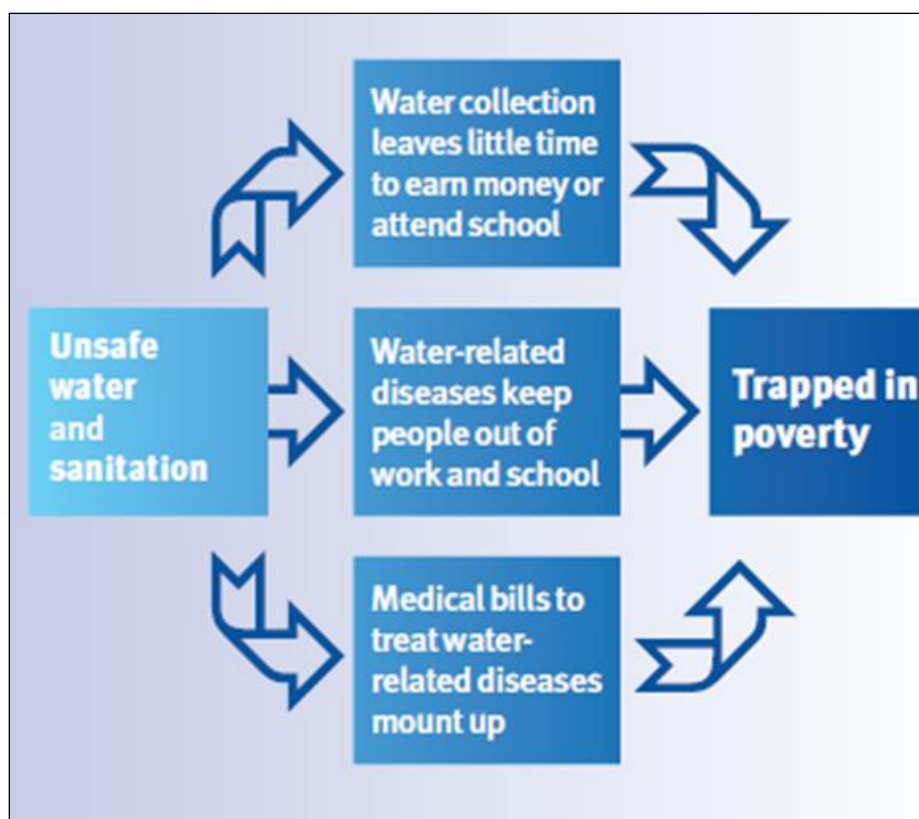 Water collection
leaves little time
to earn money or
attend school
Unsafe
water
and
sanitation
Water-related
diseases keep
people out of
work and school
Trapped in
poverty
Medical bills to
treat water-
related diseases
mount up